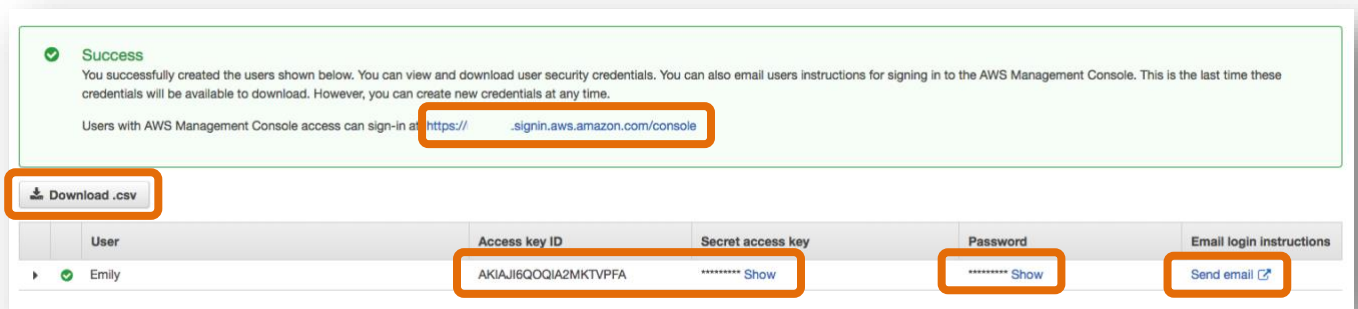 Success
You successfully created the users shown below. You can view and download user security credentials. You can also email users instructions for signing in to the AWS Management Console. This is the last time these
credentials will be available to download. However, you can create new credentials at any time.
Users with AWS Management Console access can sign-in at https:// .signin.aws.amazon.com/console
Download .csv
User Access key ID Secret access key Password Email login instructions
Emily AKIAJI6QOQIA2MKTVPFA ********* Show ********* Show Send email